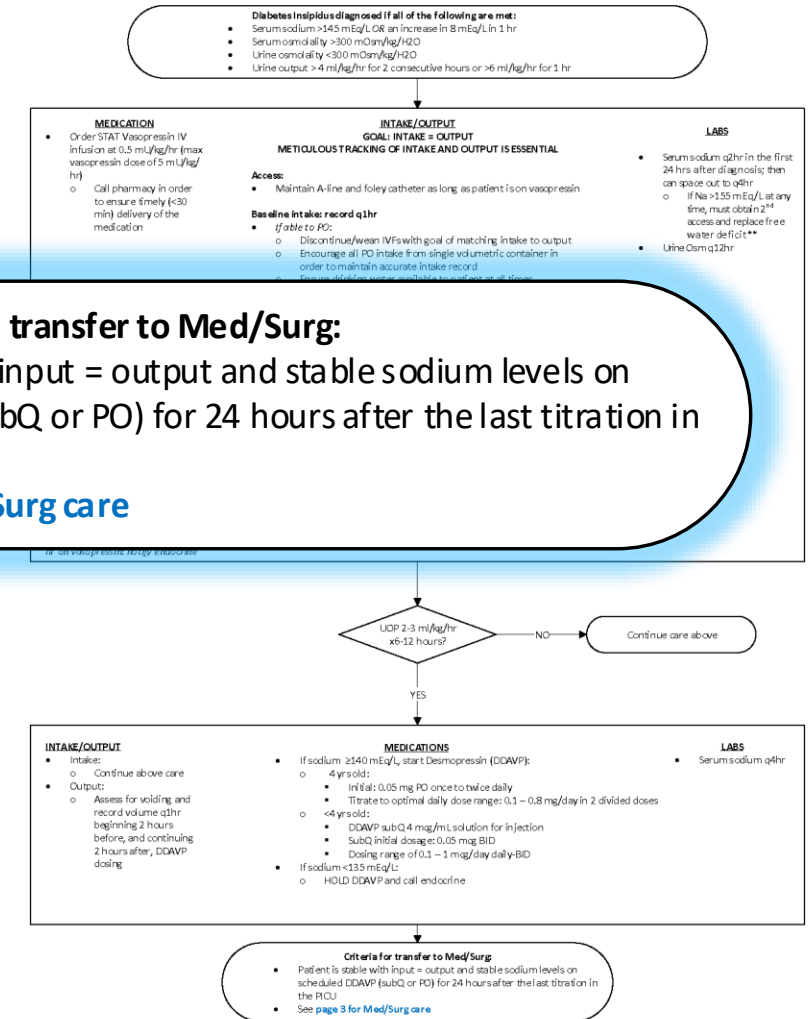 Diabetes Insipidus diagnosed if all of the following are met:
• Serum sodium >145 mEq/L OR an increase in 8 mEq/L in 1 hr
• Serum osmolality >300 mOsm/kg/H2O
• Urine osmolality <300 mOsm/kg/H2O
• Urine output > 4 ml/kg/hr for 2 consecutive hours or >6 ml/kg/hr for 1 hr
MEDICATION
• Order STAT Vasopressin IV
infusion at 0.5 mU/kg/hr (max
vasopressin dose of 5 mU/kg/
hr)
o Call pharmacy in order
to ensure timely (<30
min) delivery of the
medication
INTAKE/OUTPUT
GOAL: INTAKE = OUTPUT
METICULOUS TRACKING OF INTAKE AND OUTPUT IS ESSENTIAL
Access:
• Maintain A-line and foley catheter as long as patient is on vasopressin
Baseline intake: record q1hr
• If able to PO:
o Discontinue/wean IVFs with goal of matching intake to output
o Encourage all PO intake from single volumetric container in
order to maintain accurate intake record
o Ensure drinking water available to patient at all times
LABS
• Serum sodium q2hr in the first
24 hrs after diagnosis; then
can space out to q4hr
o If Na >155 mEq/L at any
time, must obtain 2nd
access and replace free
water deficit**
• Urine Osm q12hr
transfer to Med/Surg:
input = output and stable sodium levels on
bQ or PO) for 24 hours after the last titration in
Surg care
on vasopressin: notify endocrine
UOP 2-3 ml/kg/hr
x6-12 hours?
NO
Continue care above
YES
INTAKE/OUTPUT
• Intake:
o Continue above care
• Output:
o Assess for voiding and
record volume q1hr
beginning 2 hours
before, and continuing
2 hours after, DDAVP
dosing
MEDICATIONS
• If sodium ≥140 mEq/L, start Desmopressin (DDAVP):
o 4 yrs old:
▪ Initial: 0.05 mg PO once to twice daily
▪ Titrate to optimal daily dose range: 0.1 – 0.8 mg/day in 2 divided doses
o <4 yrs old:
▪ DDAVP subQ 4 mcg/mL solution for injection
▪ SubQ initial dosage: 0.05 mcg BID
▪ Dosing range of 0.1 – 1 mcg/day daily-BID
• If sodium <135 mEq/L:
o HOLD DDAVP and call endocrine
LABS
• Serum sodium q4hr
Criteria for transfer to Med/Surg:
• Patient is stable with input = output and stable sodium levels on
scheduled DDAVP (subQ or PO) for 24 hours after the last titration in
the PICU
• See page 3 for Med/Surg care